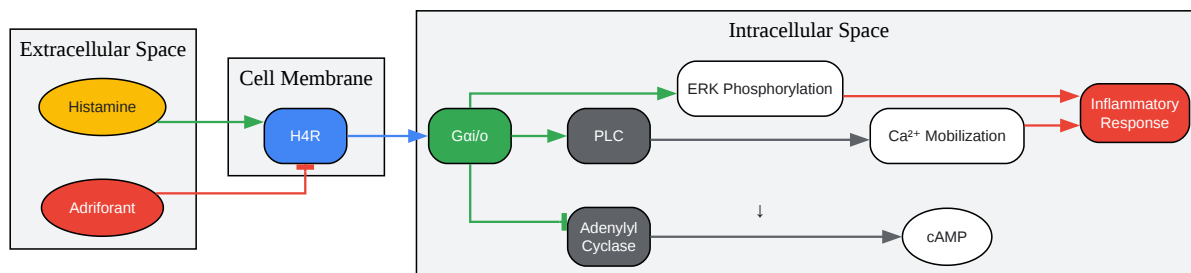 Extracellular Space
Histamine
Adriforant
Cell Membrane
H4R
Intracellular Space
Gαi/o
ERK Phosphorylation
PLC
Ca²⁺ Mobilization
Inflammatory
Response
Adenylyl
Cyclase
↓
cAMP